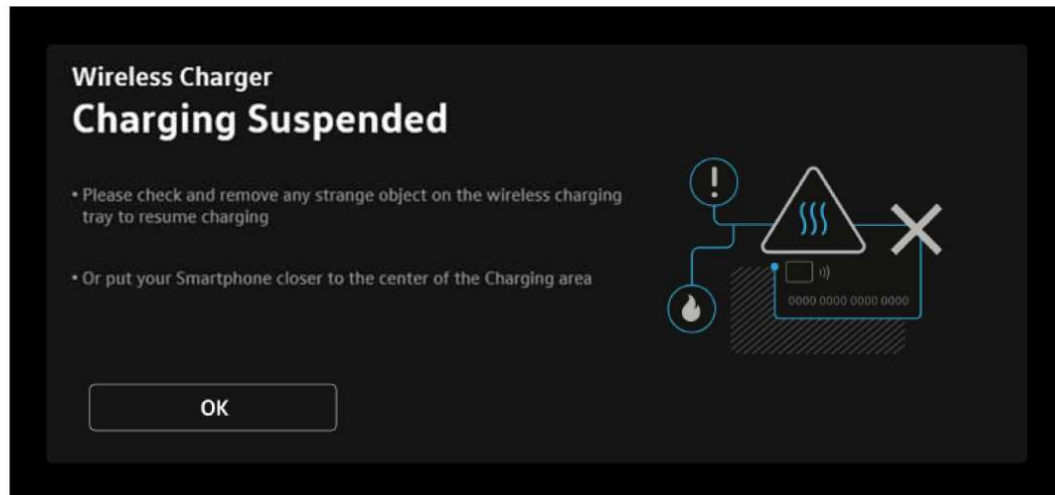 Wireless Charger
Charging Suspended
• Please check and remove any strange object on the wireless charging
tray to resume charging
• Or put your Smartphone closer to the center of the Charging area
0000 0000 0000 0000
OK